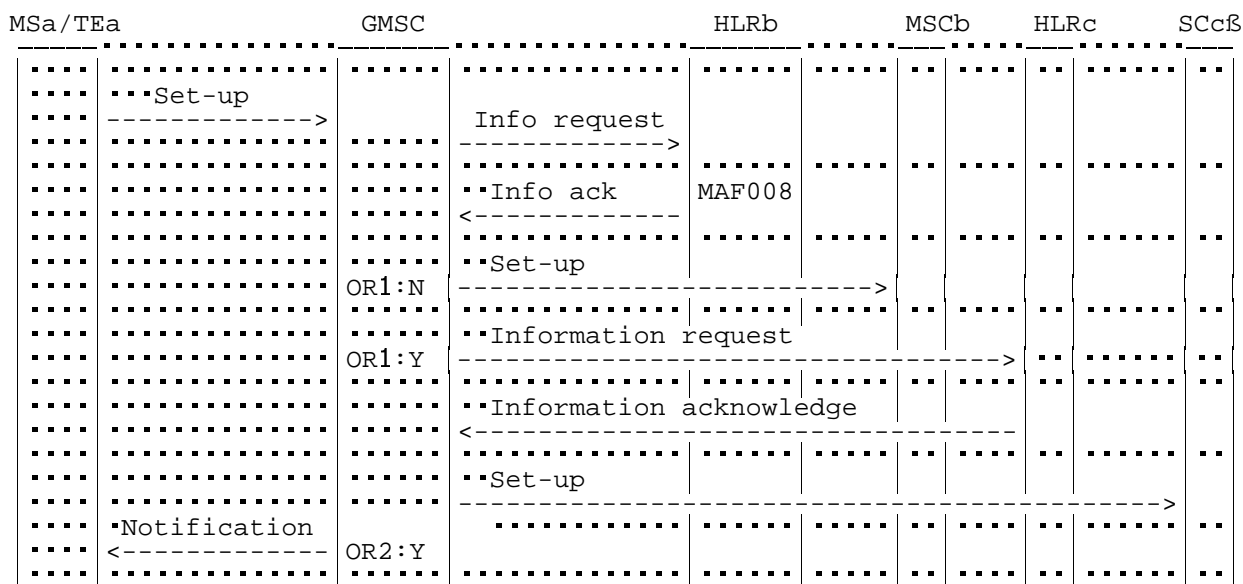 MSa/TEa GMSC HLRb MSCb HLRc SCcß
Set-up
-------------> Info request
------------->
Info ack MAF008
<-------------
Set-up
OR1:N -------------------------->
Information request
OR1:Y ---------------------------------->
Information acknowledge
<----------------------------------
Set-up
-------------------------------------------->
Notification
<------------- OR2:Y